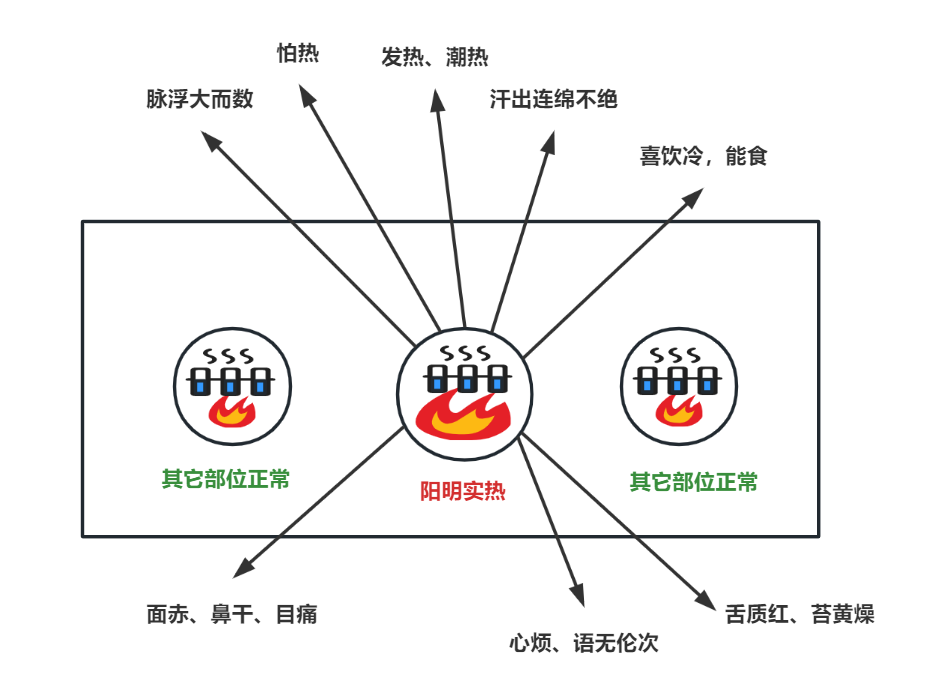 怕热
发热、潮热
脉浮大而数
汗出连绵不绝
喜饮冷，能食
其它部位正常
阳明实热
其它部位正常
面赤、鼻干、目痛
心烦、语无伦次
舌质红、苔黄燥